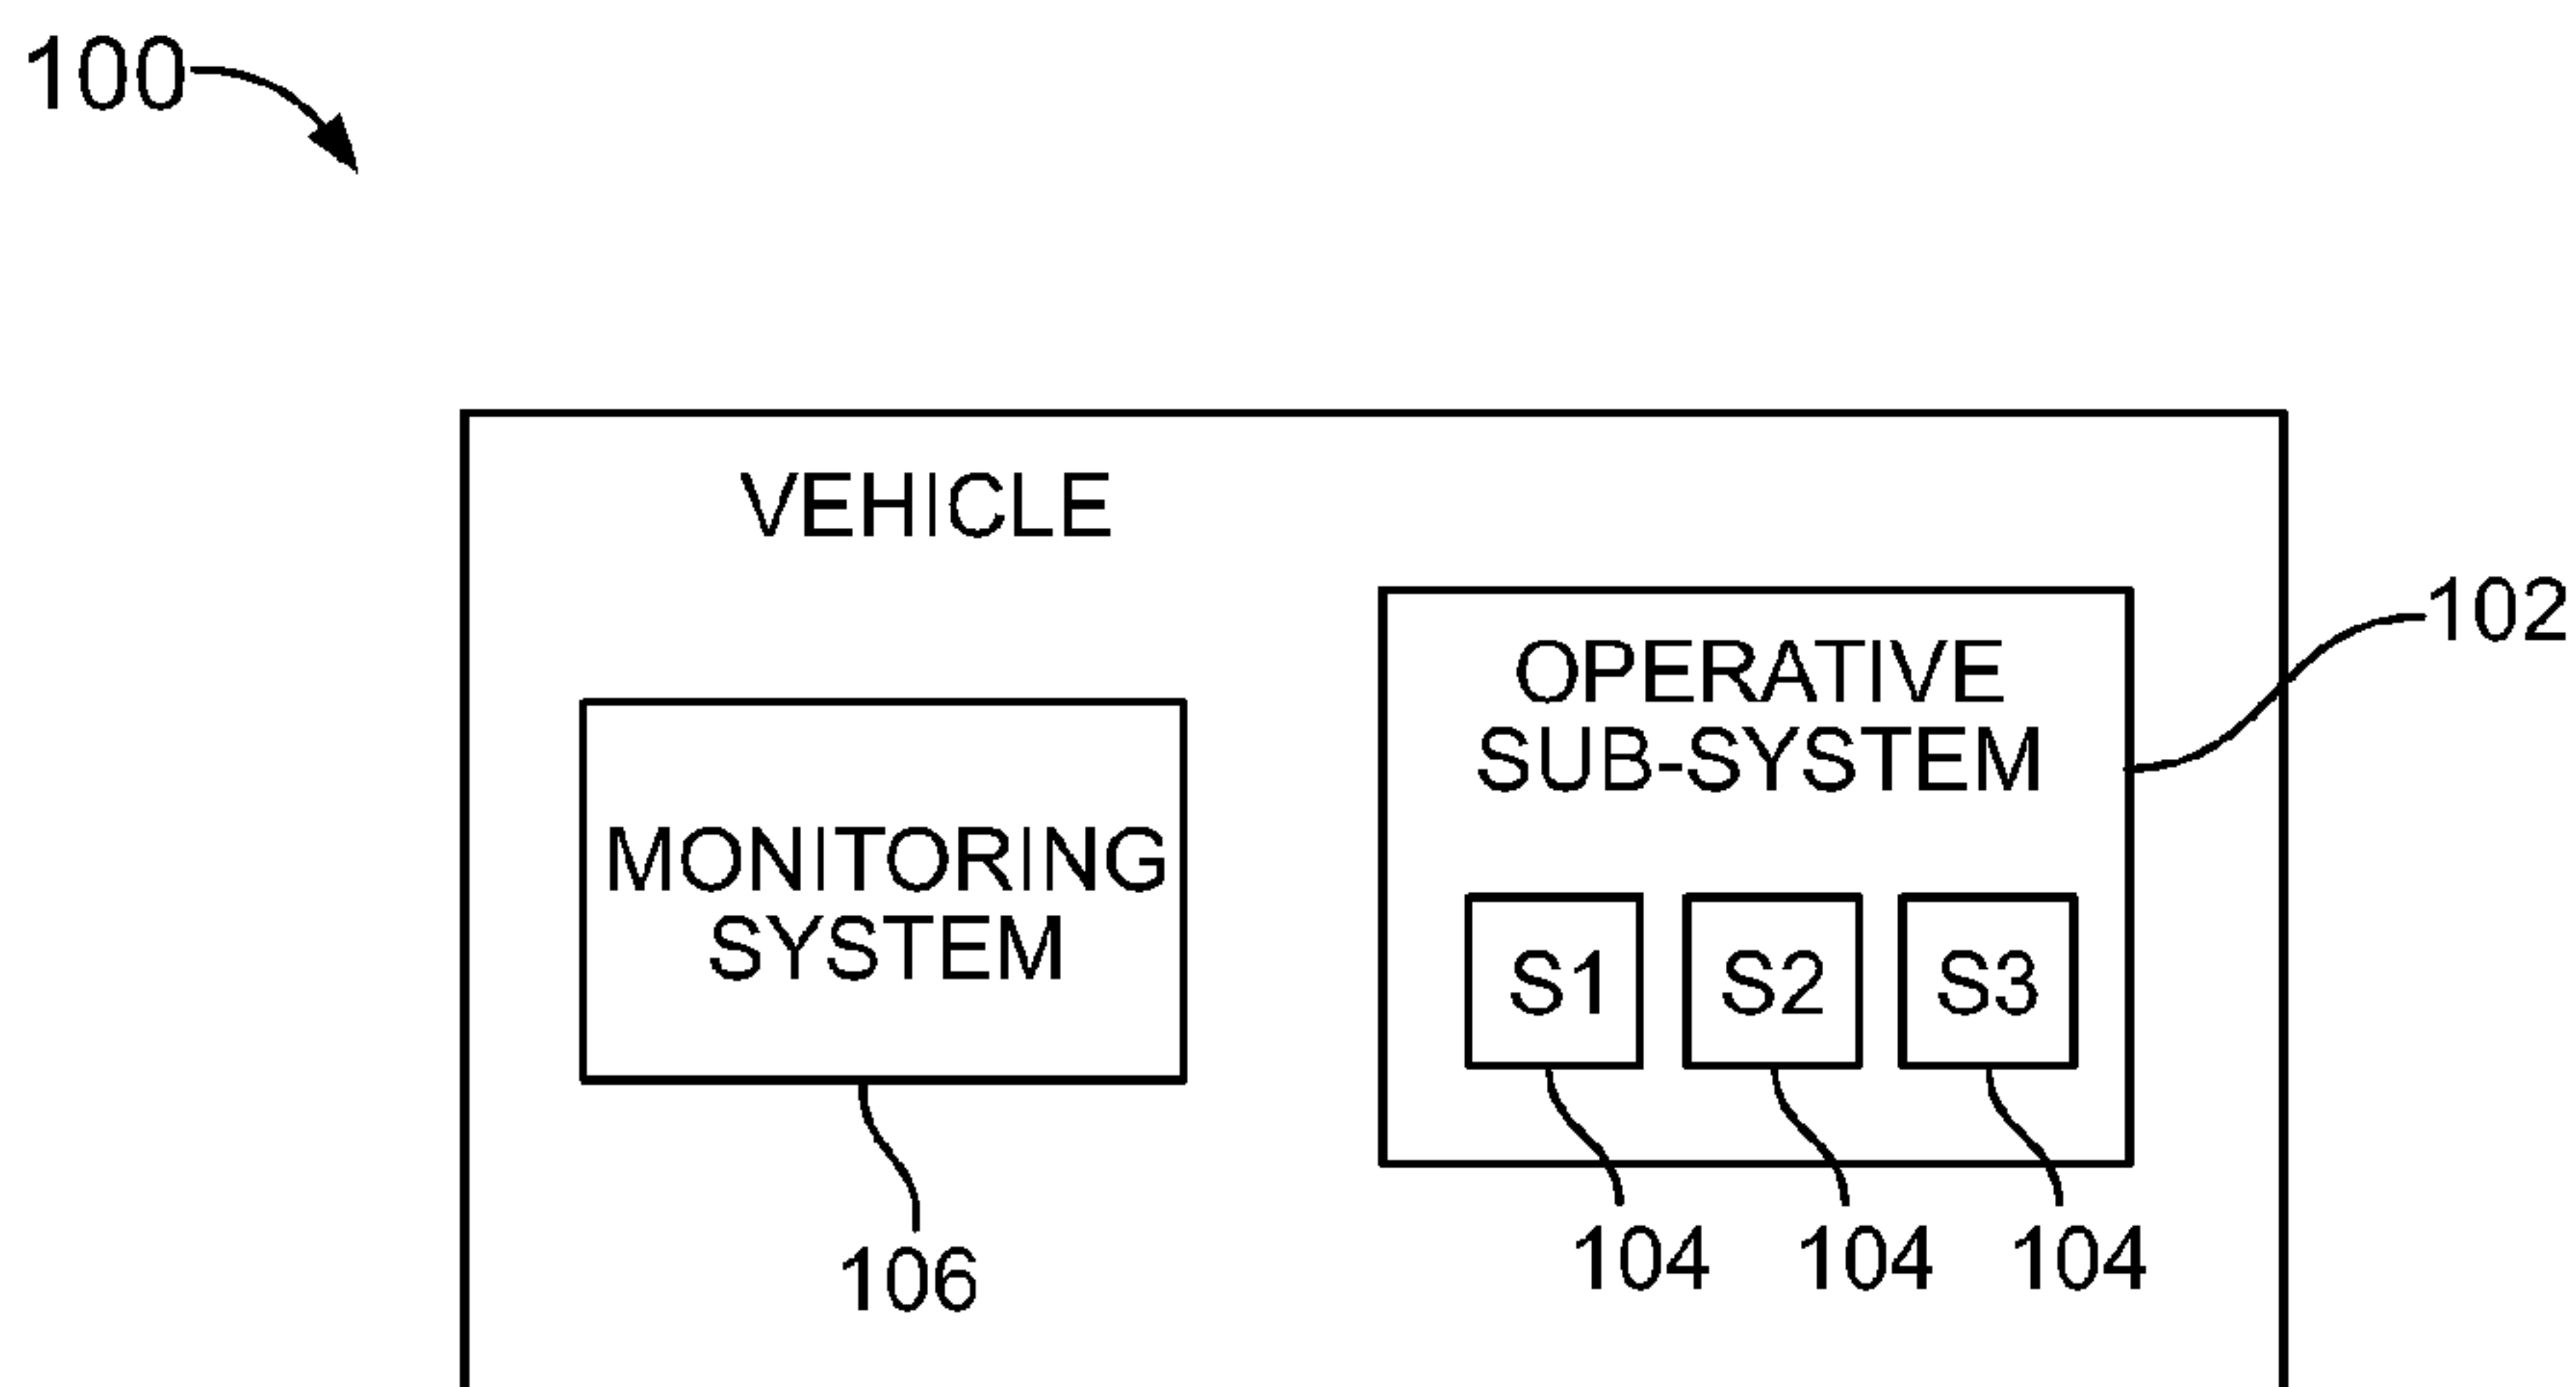 100
VEHICLE
102
OPERATIVE
SUB-SYSTEM
MONITORING
SYSTEM
S1 S2 S3
104 104 104
106